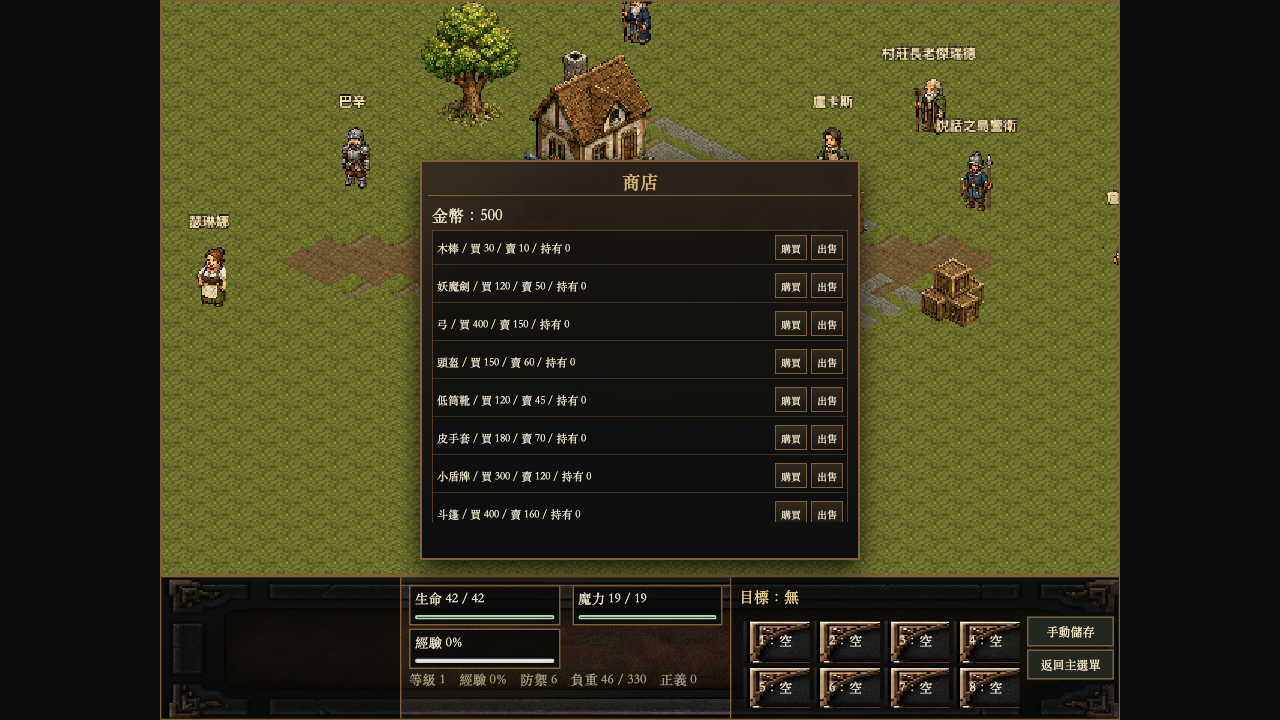 村莊長老傑瑞德
巴辛
盧卡斯
說話之島警衛
瑟琳娜
商店
金幣：500
木棒 / 買 30 / 賣 10 / 持有 0 購買 出售
妖魔劍 / 買 120 / 賣 50 / 持有 0 購買 出售
弓 / 買 400 / 賣 150 / 持有 0 購買 出售
頭盔 / 買 150 / 賣 60 / 持有 0 購買 出售
低筒靴 / 買 120 / 賣 45 / 持有 0 購買 出售
皮手套 / 買 180 / 賣 70 / 持有 0 購買 出售
小盾牌 / 買 300 / 賣 120 / 持有 0 購買 出售
斗篷 / 買 400 / 賣 160 / 持有 0 購買 出售
生命 42 / 42 魔力 19 / 19
經驗 0%
等級 1 經驗 0% 防禦 6 負重 46 / 330 正義 0
目標：無
1：空 2：空 3：空 4：空
5：空 6：空 7：空 8：空
手動儲存
返回主選單